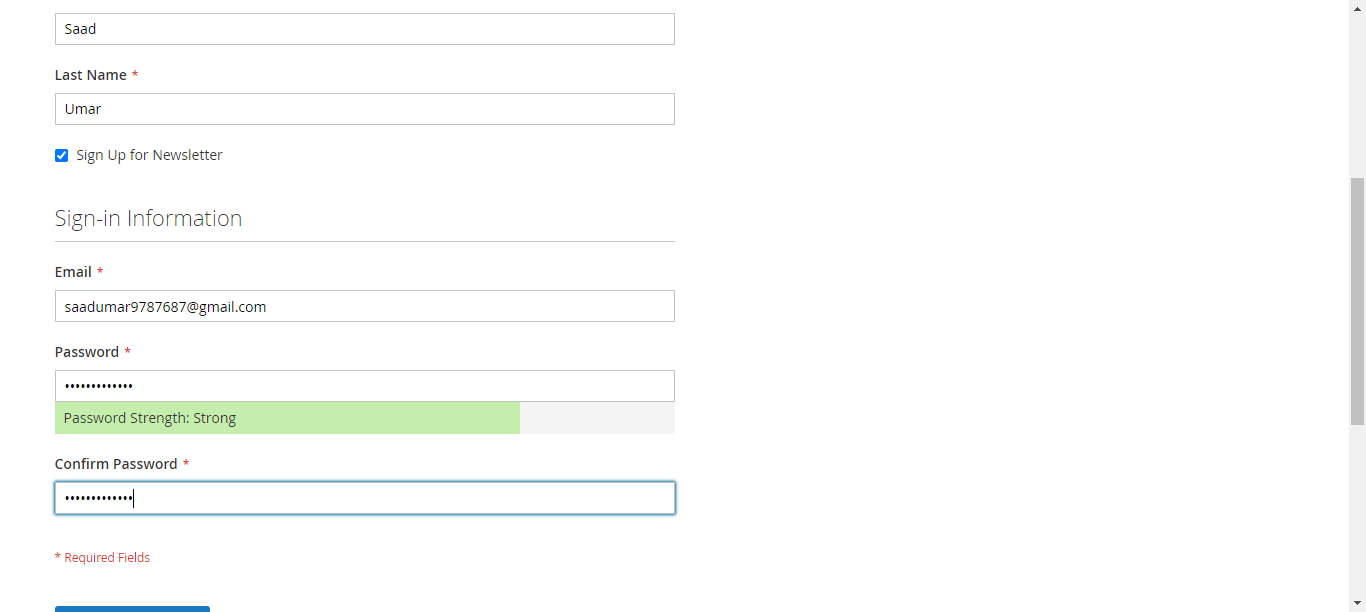 Saad
Last Name *
Umar
Sign Up for Newsletter
Sign-in Information
Email *
saadumar9787687@gmail.com
Password *
•••••••••••••
Password Strength: Strong
Confirm Password *
•••••••••••••
* Required Fields